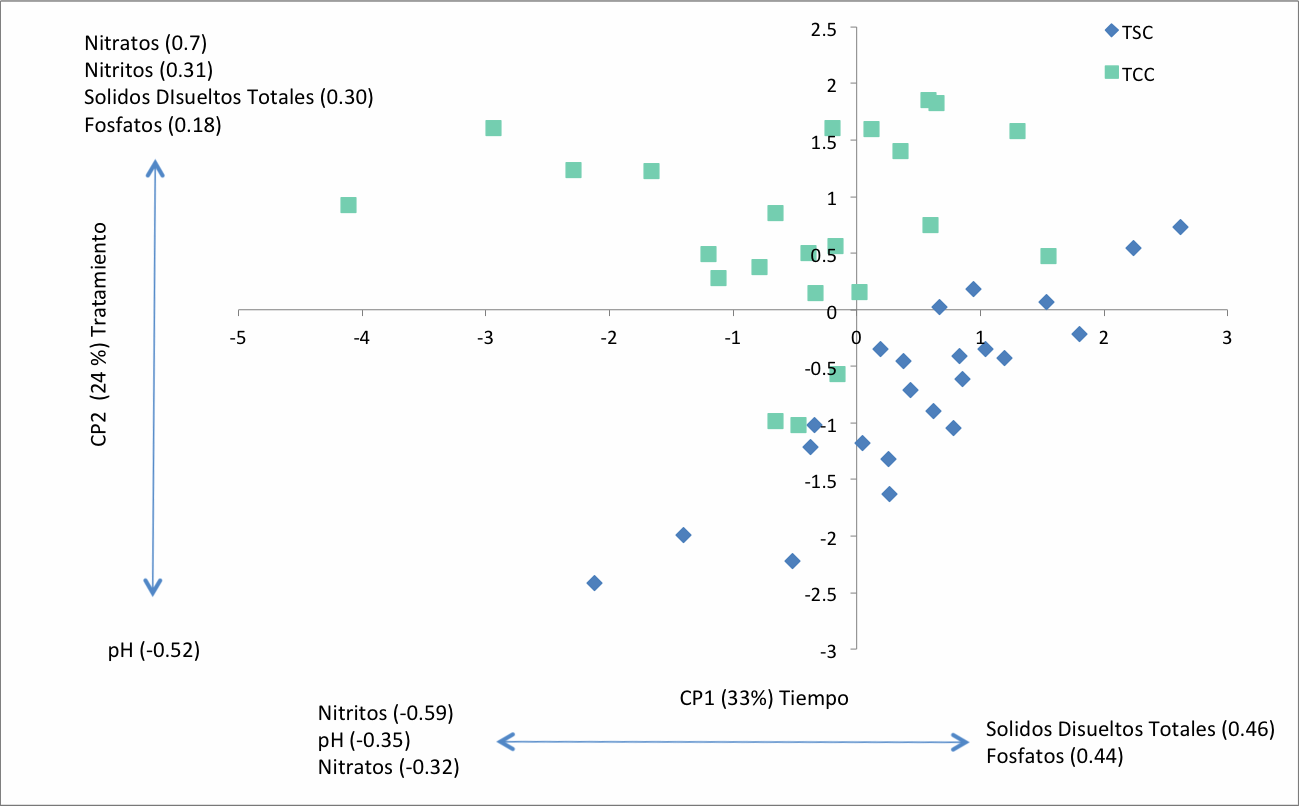 Nitratos (0.7)
Nitritos (0.31)
Solidos DIsueltos Totales (0.30)
Fosfatos (0.18)
CP2 (24 %) Tratamiento
pH (-0.52)
2.5
2
1.5
1
0.5
0
-0.5
-1
-1.5
-2
-2.5
-3
-5
-4
-3
-2
-1
0
1
2
3
TSC
TCC
CP1 (33%) Tiempo
Nitritos (-0.59)
pH (-0.35)
Nitratos (-0.32)
Solidos Disueltos Totales (0.46)
Fosfatos (0.44)